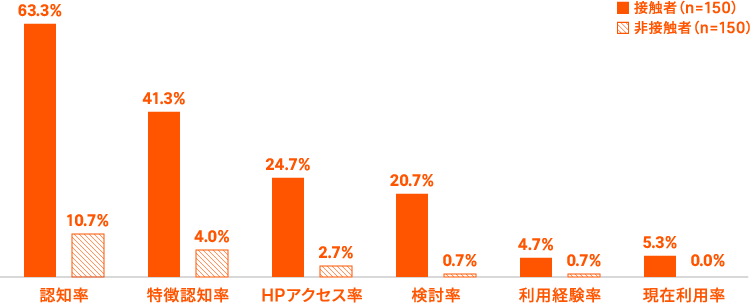 接触者（n=150）
非接触者（n=150）
63.3%
10.7%
41.3%
4.0%
24.7%
2.7%
20.7%
0.7%
4.7%
0.7%
5.3%
0.0%
認知率
特徴認知率
HPアクセス率
検討率
利用経験率
現在利用率